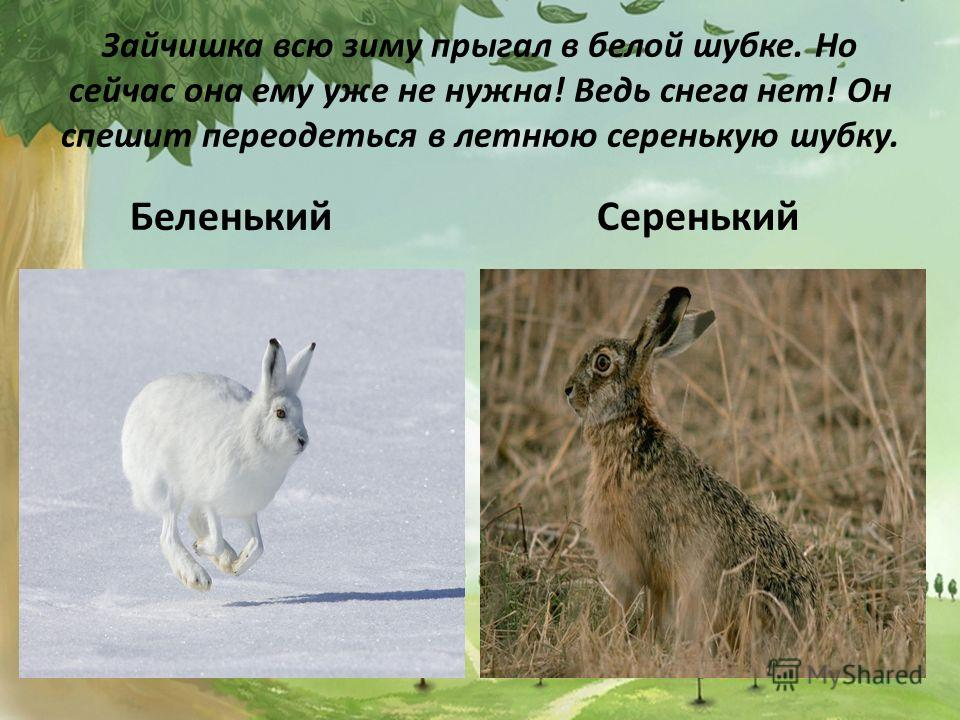 Зайчишка всю зиму прыгал в белой шубке. Но
сейчас она ему уже не нужна! Ведь снега нет! Он
спешит переодеться в летнюю серенькую шубку.
Беленький
Серенький
MyShared